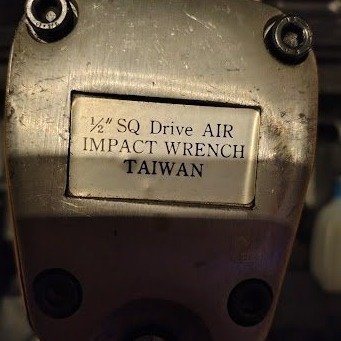 ½" SQ Drive AIR
IMPACT WRENCH
TAIWAN